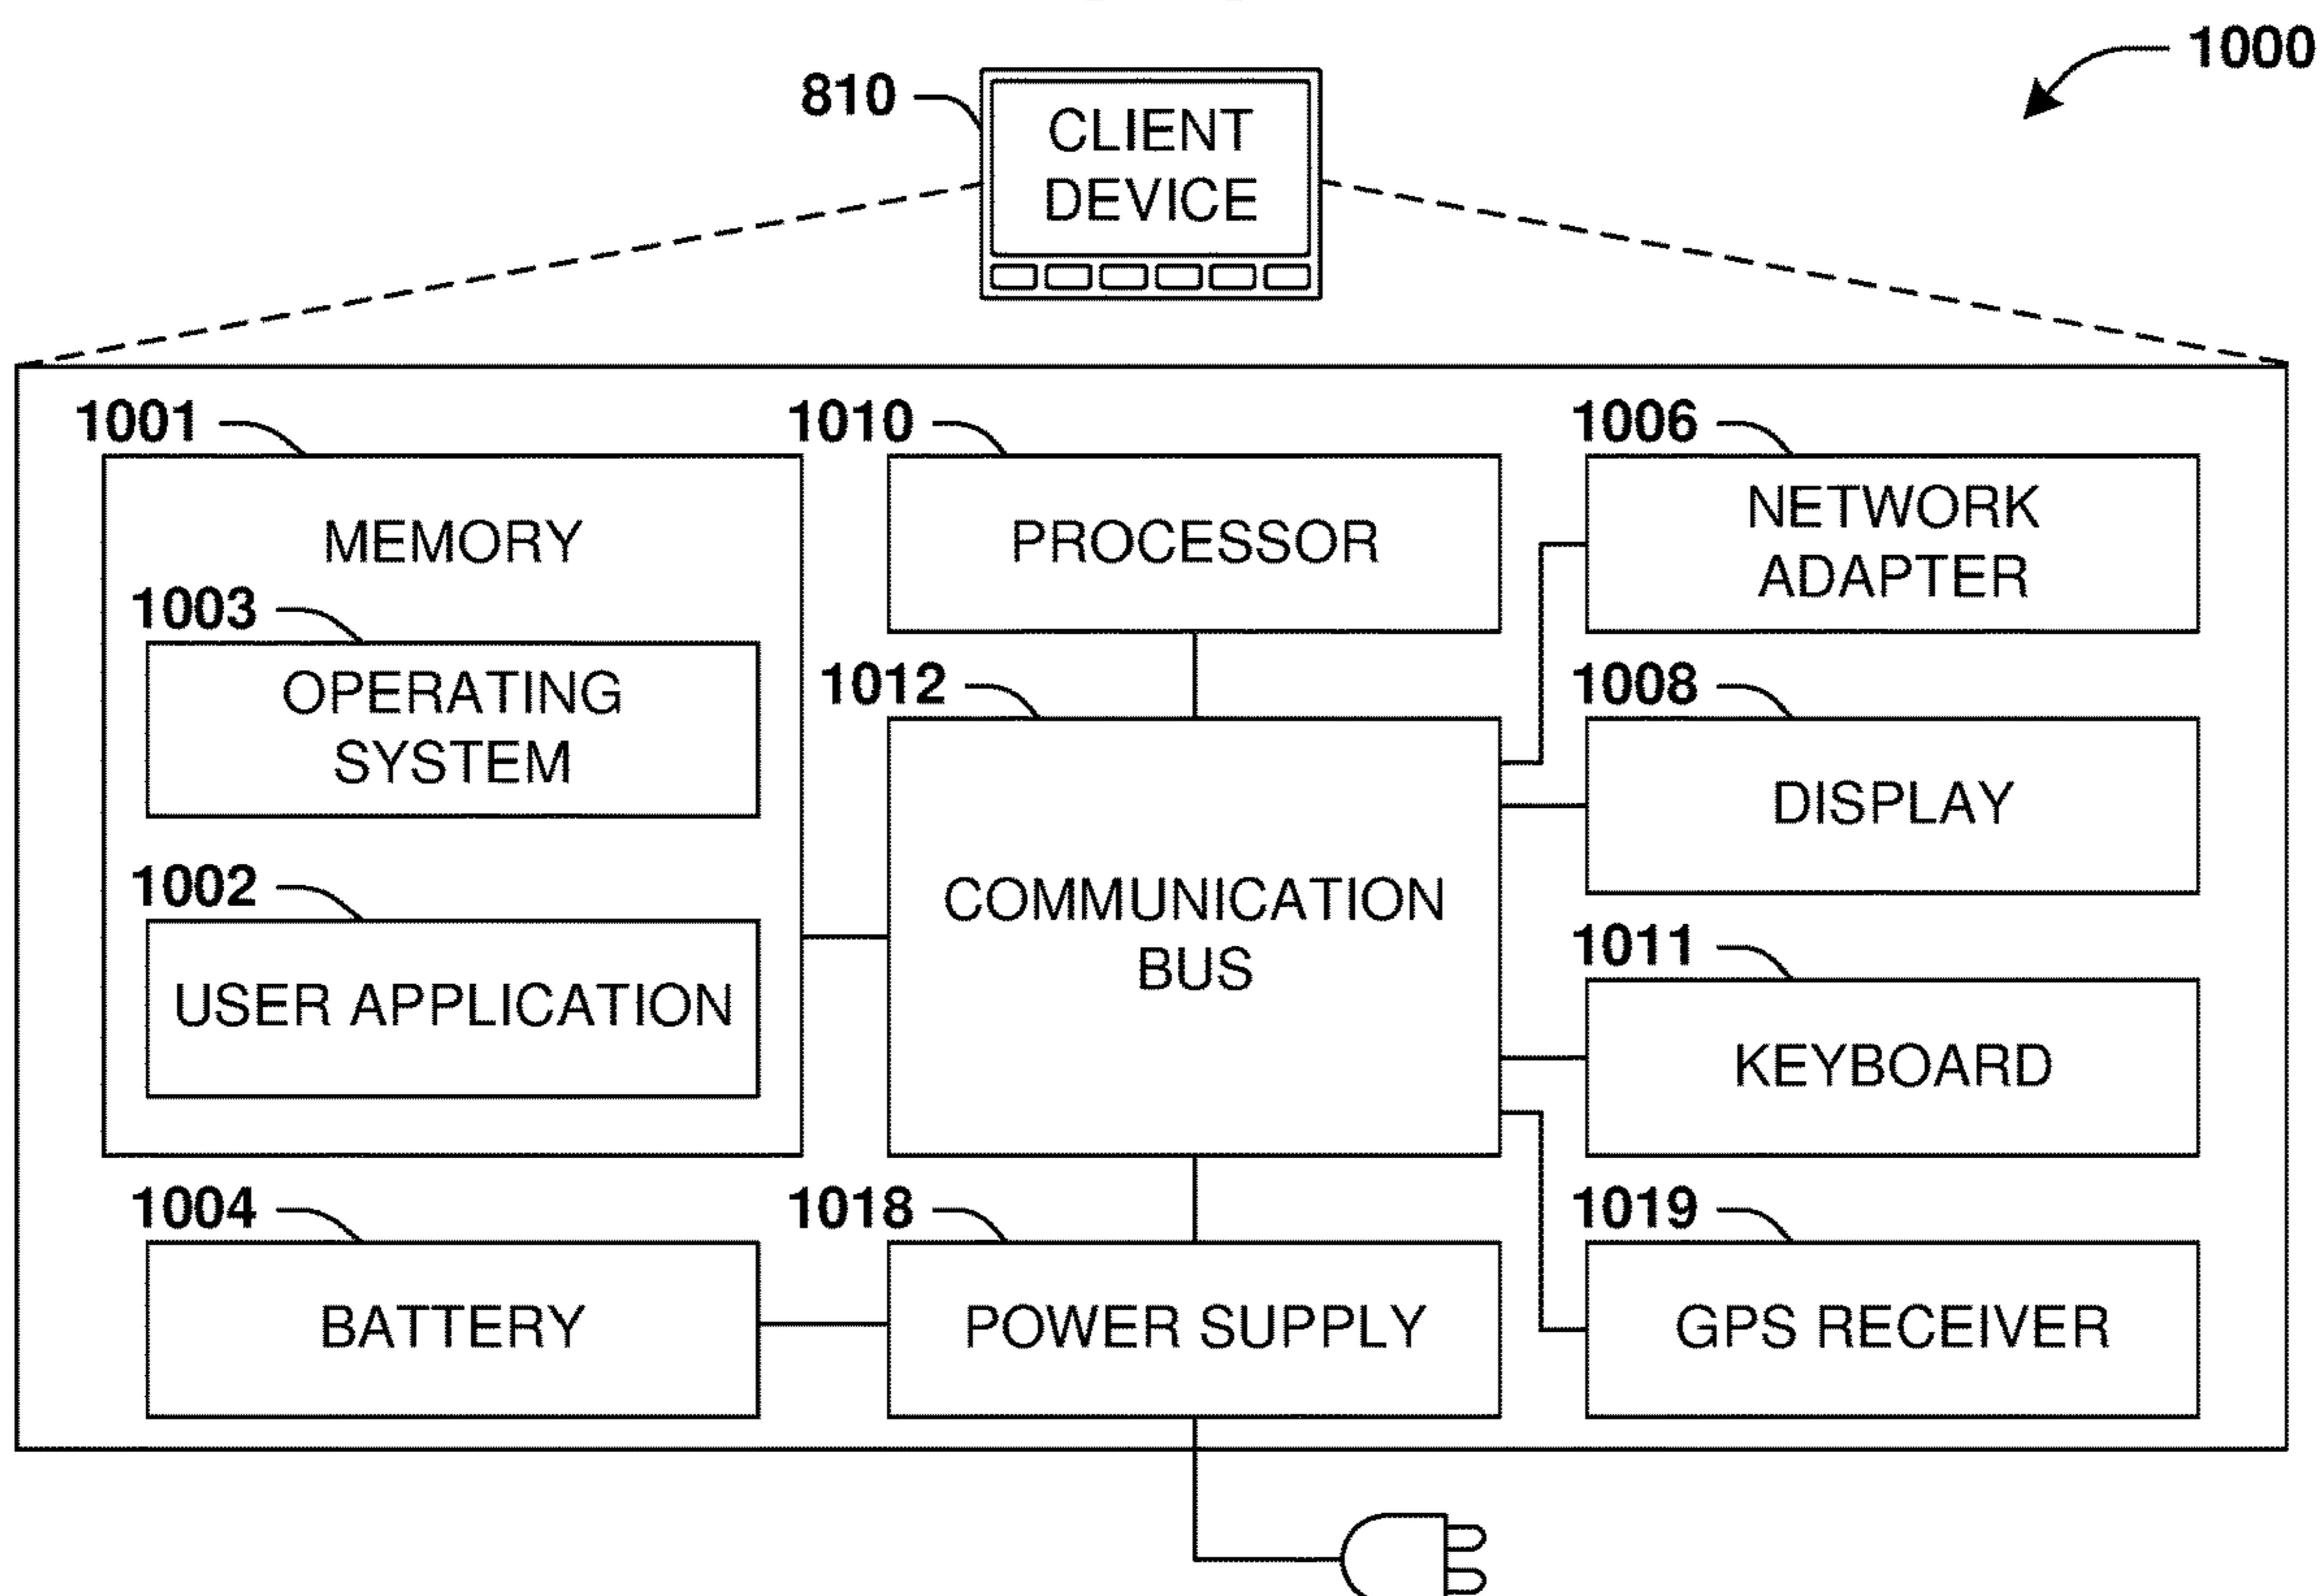 1000
810
CLIENT
DEVICE
1001
MEMORY
1003
OPERATING
SYSTEM
1002
USER APPLICATION
1004
BATTERY
1010
PROCESSOR
1012
COMMUNICATION
BUS
1018
POWER SUPPLY
1006
NETWORK
ADAPTER
1008
DISPLAY
1011
KEYBOARD
1019
GPS RECEIVER